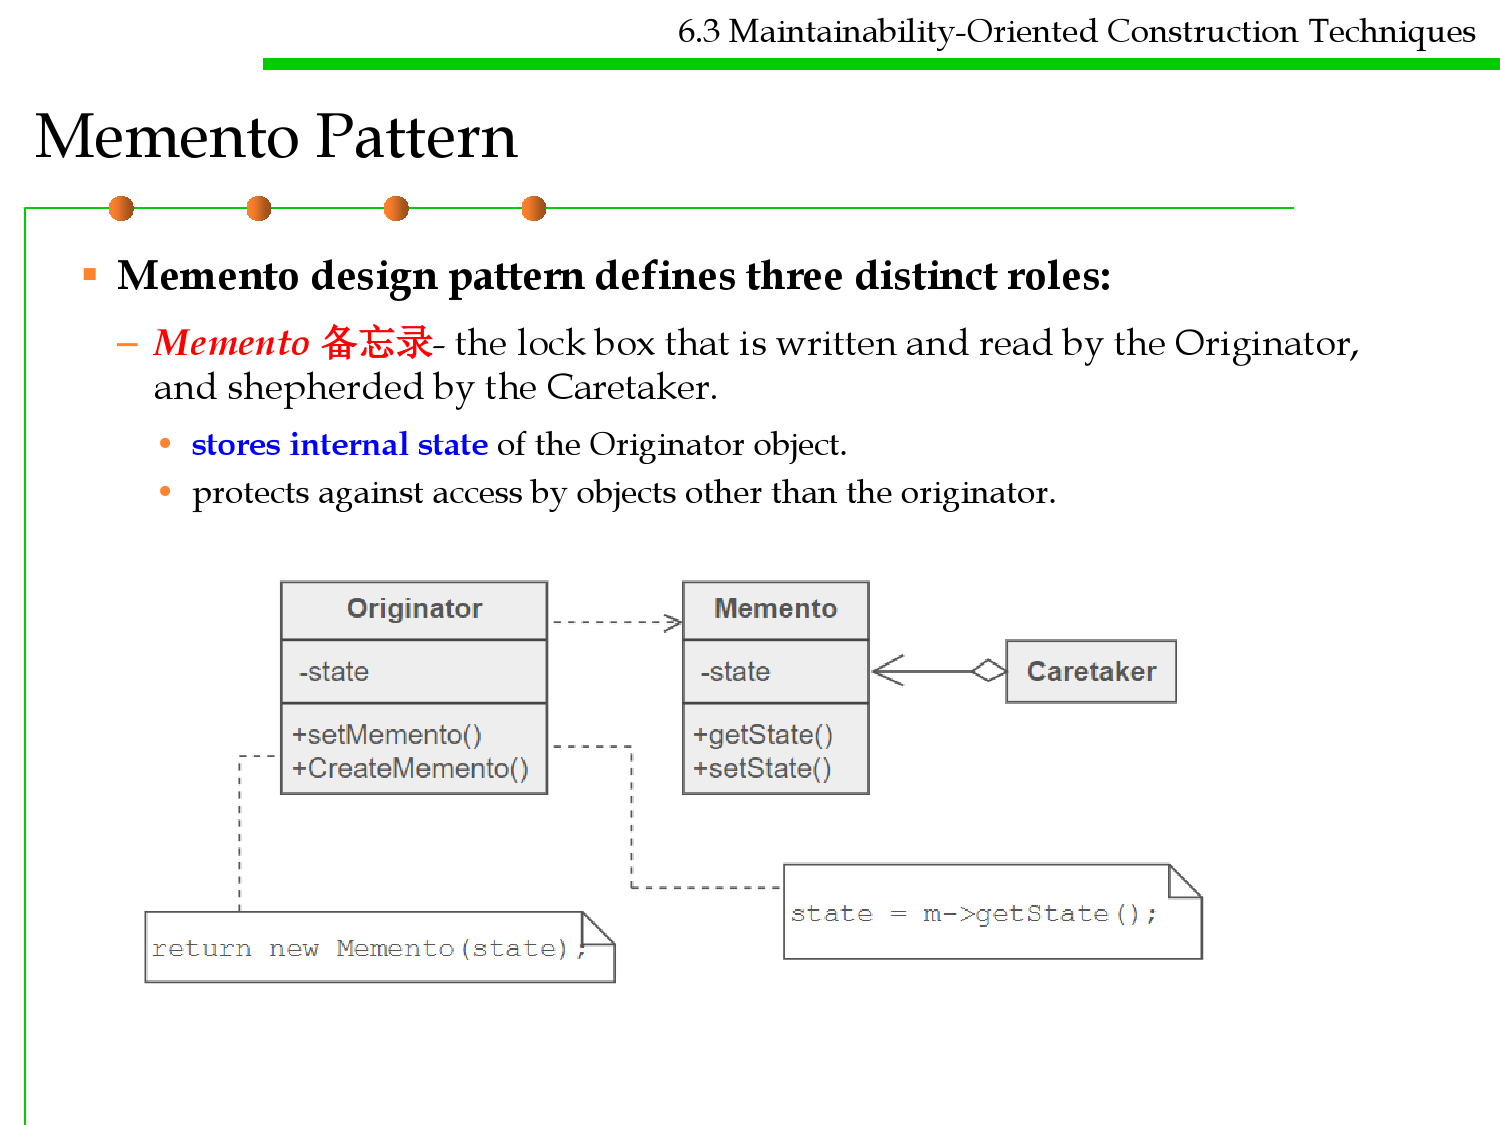 6.3 Maintainability-Oriented Construction Techniques
Memento Pattern
▪ Memento design pattern defines three distinct roles:
– Memento 备忘录- the lock box that is written and read by the Originator,
and shepherded by the Caretaker.
• stores internal state of the Originator object.
• protects against access by objects other than the originator.
Originator
-state
+setMemento()
+CreateMemento()
Memento
-state
+getState()
+setState()
Caretaker
return new Memento(state);
state = m->getState();